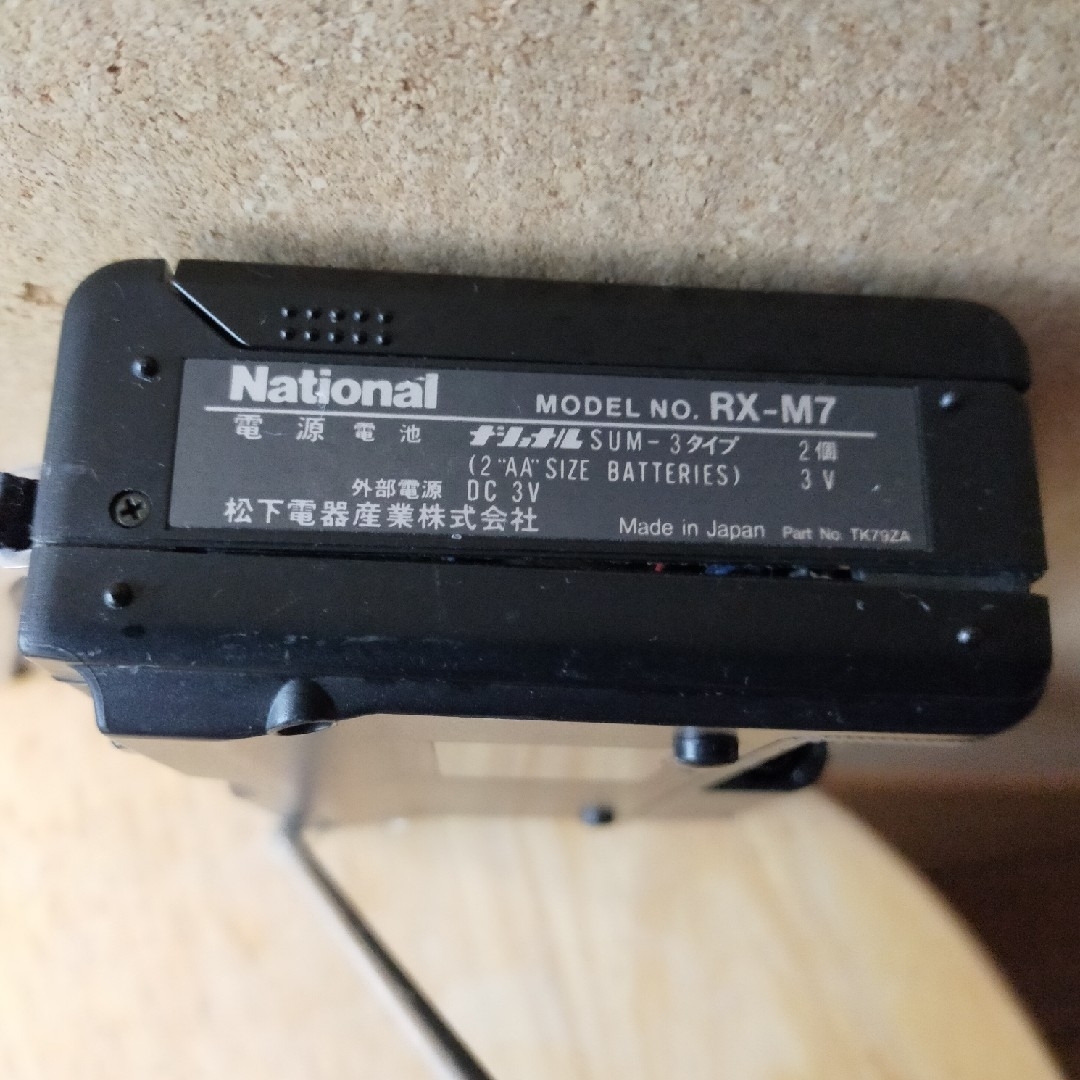 National MODEL NO. RX-M7
電源 電池 ナショナル SUM-3タイプ 2個
(2"AA" SIZE BATTERIES) 3V
外部電源 DC 3V
松下電器産業株式会社 Made in Japan Part No. TK79ZA